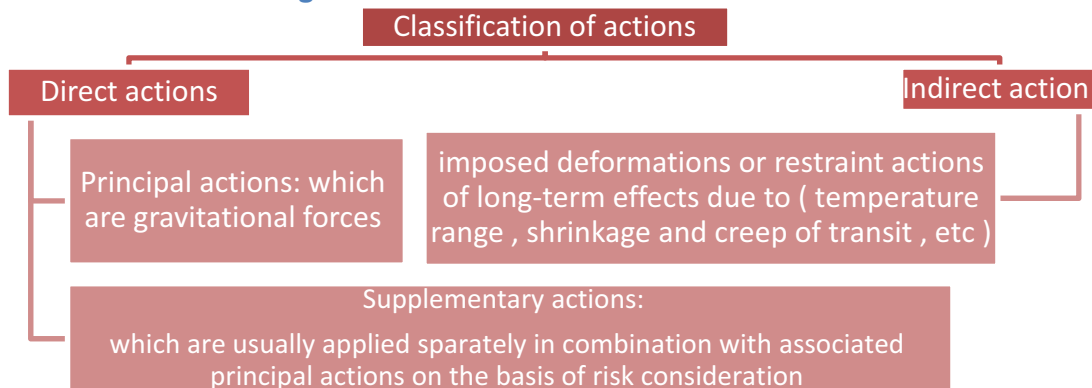 Classification of actions
Direct actions
Indirect action
Principal actions: which
are gravitational forces
imposed deformations or restraint actions
of long-term effects due to ( temperature
range , shrinkage and creep of transit , etc )
Supplementary actions:
which are usually applied sparately in combination with associated
principal actions on the basis of risk consideration